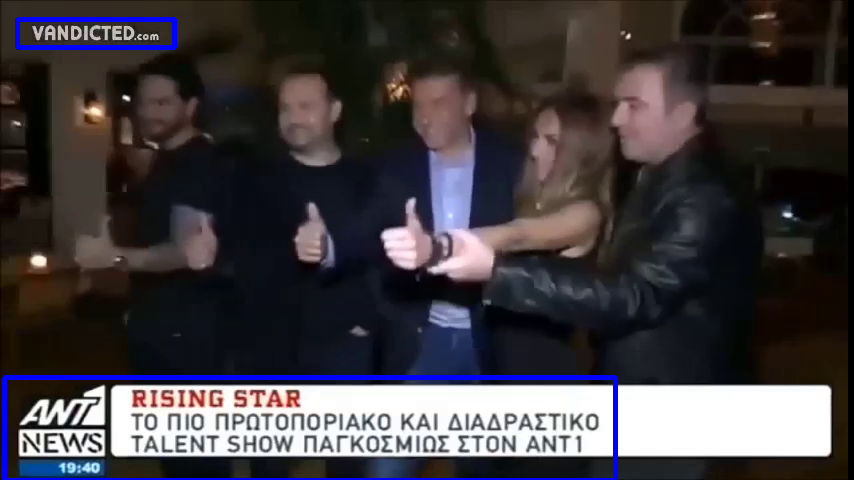 VANDICTED.com
RISING STAR
ΤΟ ΠΙΟ ΠΡΩΤΟΠΟΡΙΑΚΟ ΚΑΙ ΔΙΑΔΡΑΣΤΙΚΟ
TALENT SHOW ΠΑΓΚΟΣΜΙΩΣ ΣΤΟΝ ΑΝΤ1
ANT1
NEWS
19:40